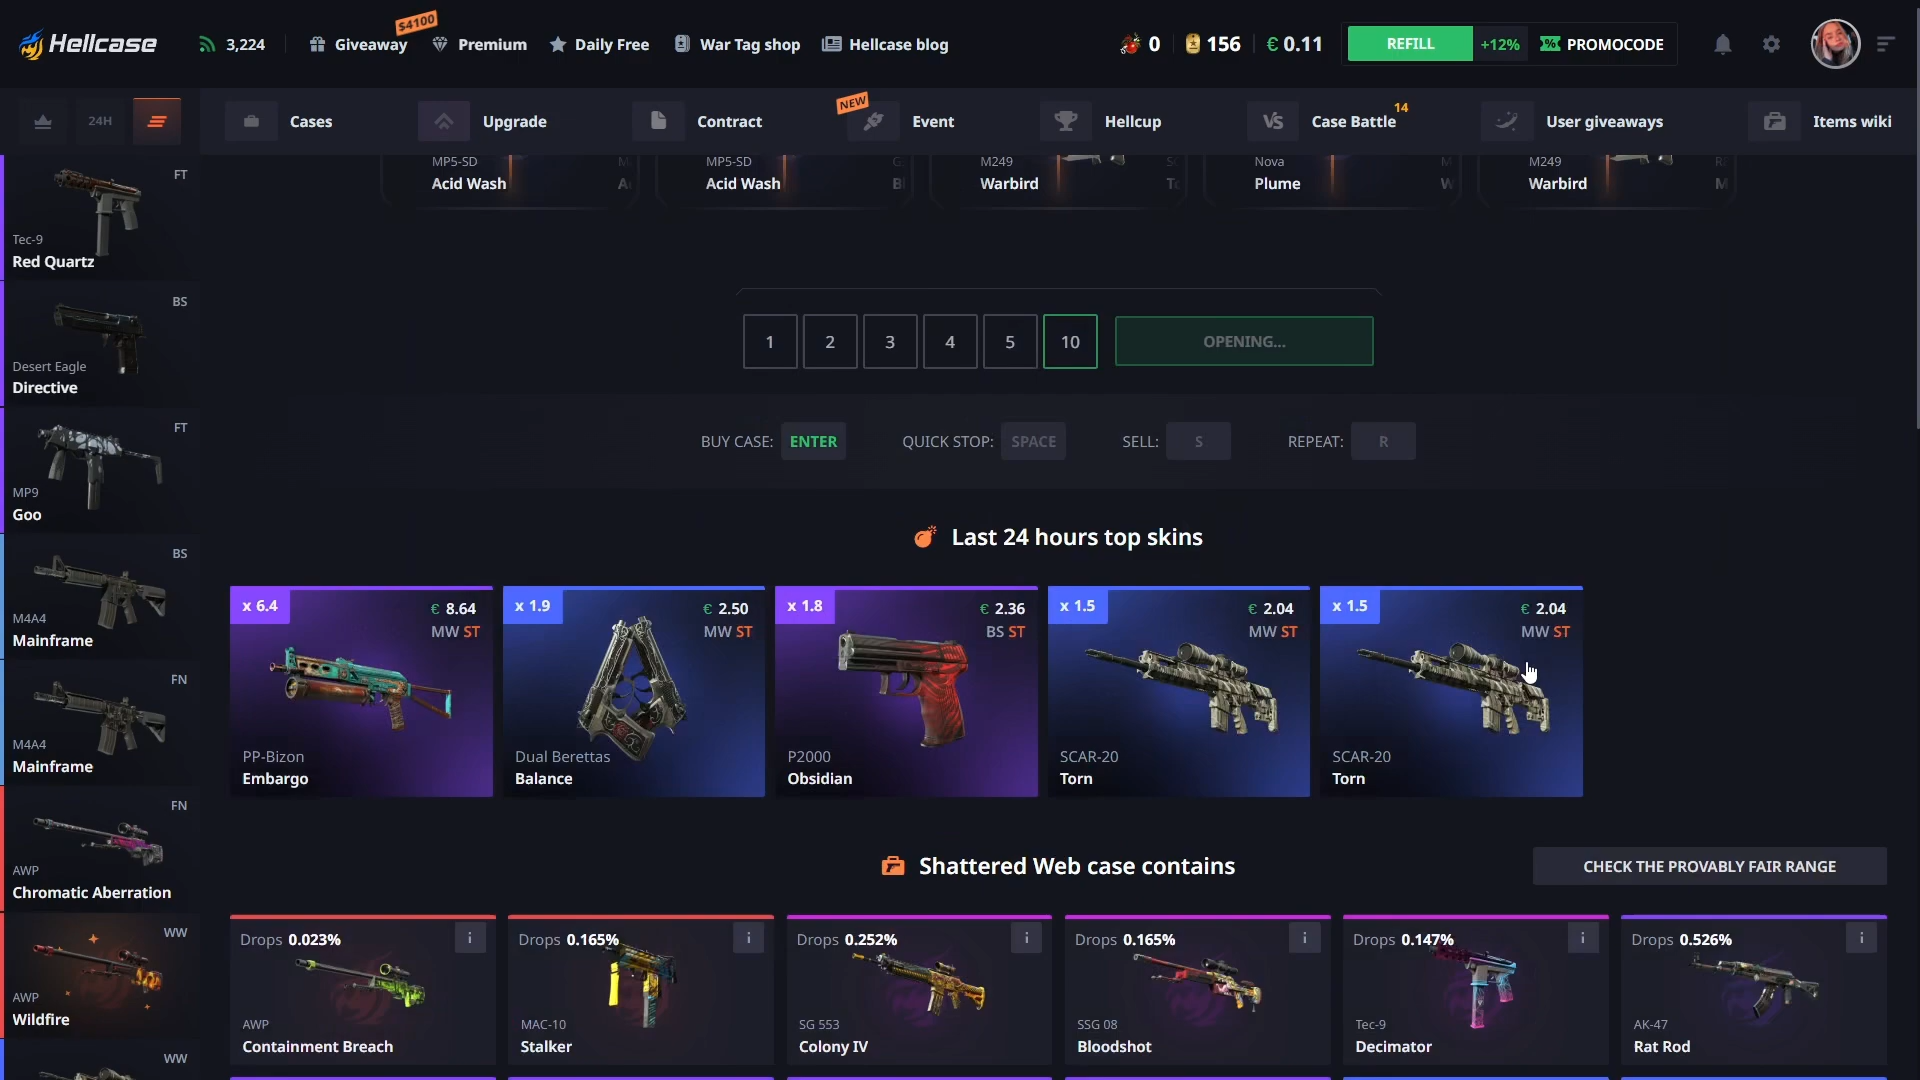 Hellcase
3,224
Giveaway
$4100
Premium
Daily Free
War Tag shop
Hellcase blog
0
156
€ 0.11
REFILL
+12%
PROMOCODE
24H
Cases
Upgrade
Contract
NEW
Event
Hellcup
VS
Case Battle
14
User giveaways
Items wiki
MP5-SD
Acid Wash
MP5-SD
Acid Wash
M249
Warbird
Nova
Plume
M249
Warbird
FT
Tec-9
Red Quartz
BS
Desert Eagle
Directive
FT
MP9
Goo
BS
M4A4
Mainframe
FN
M4A4
Mainframe
FN
AWP
Chromatic Aberration
WW
AWP
Wildfire
WW
1
2
3
4
5
10
OPENING...
BUY CASE: ENTER
QUICK STOP: SPACE
SELL: S
REPEAT: R
Last 24 hours top skins
x 6.4
€ 8.64
MW ST
PP-Bizon
Embargo
x 1.9
€ 2.50
MW ST
Dual Berettas
Balance
x 1.8
€ 2.36
BS ST
P2000
Obsidian
x 1.5
€ 2.04
MW ST
SCAR-20
Torn
x 1.5
€ 2.04
MW ST
SCAR-20
Torn
Shattered Web case contains
CHECK THE PROVABLY FAIR RANGE
Drops 0.023%
i
AWP
Containment Breach
Drops 0.165%
i
MAC-10
Stalker
Drops 0.252%
i
SG 553
Colony IV
Drops 0.165%
i
SSG 08
Bloodshot
Drops 0.147%
i
Tec-9
Decimator
Drops 0.526%
i
AK-47
Rat Rod